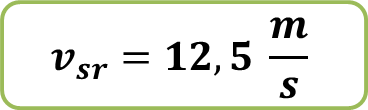 v_sr = 12,5 m/s